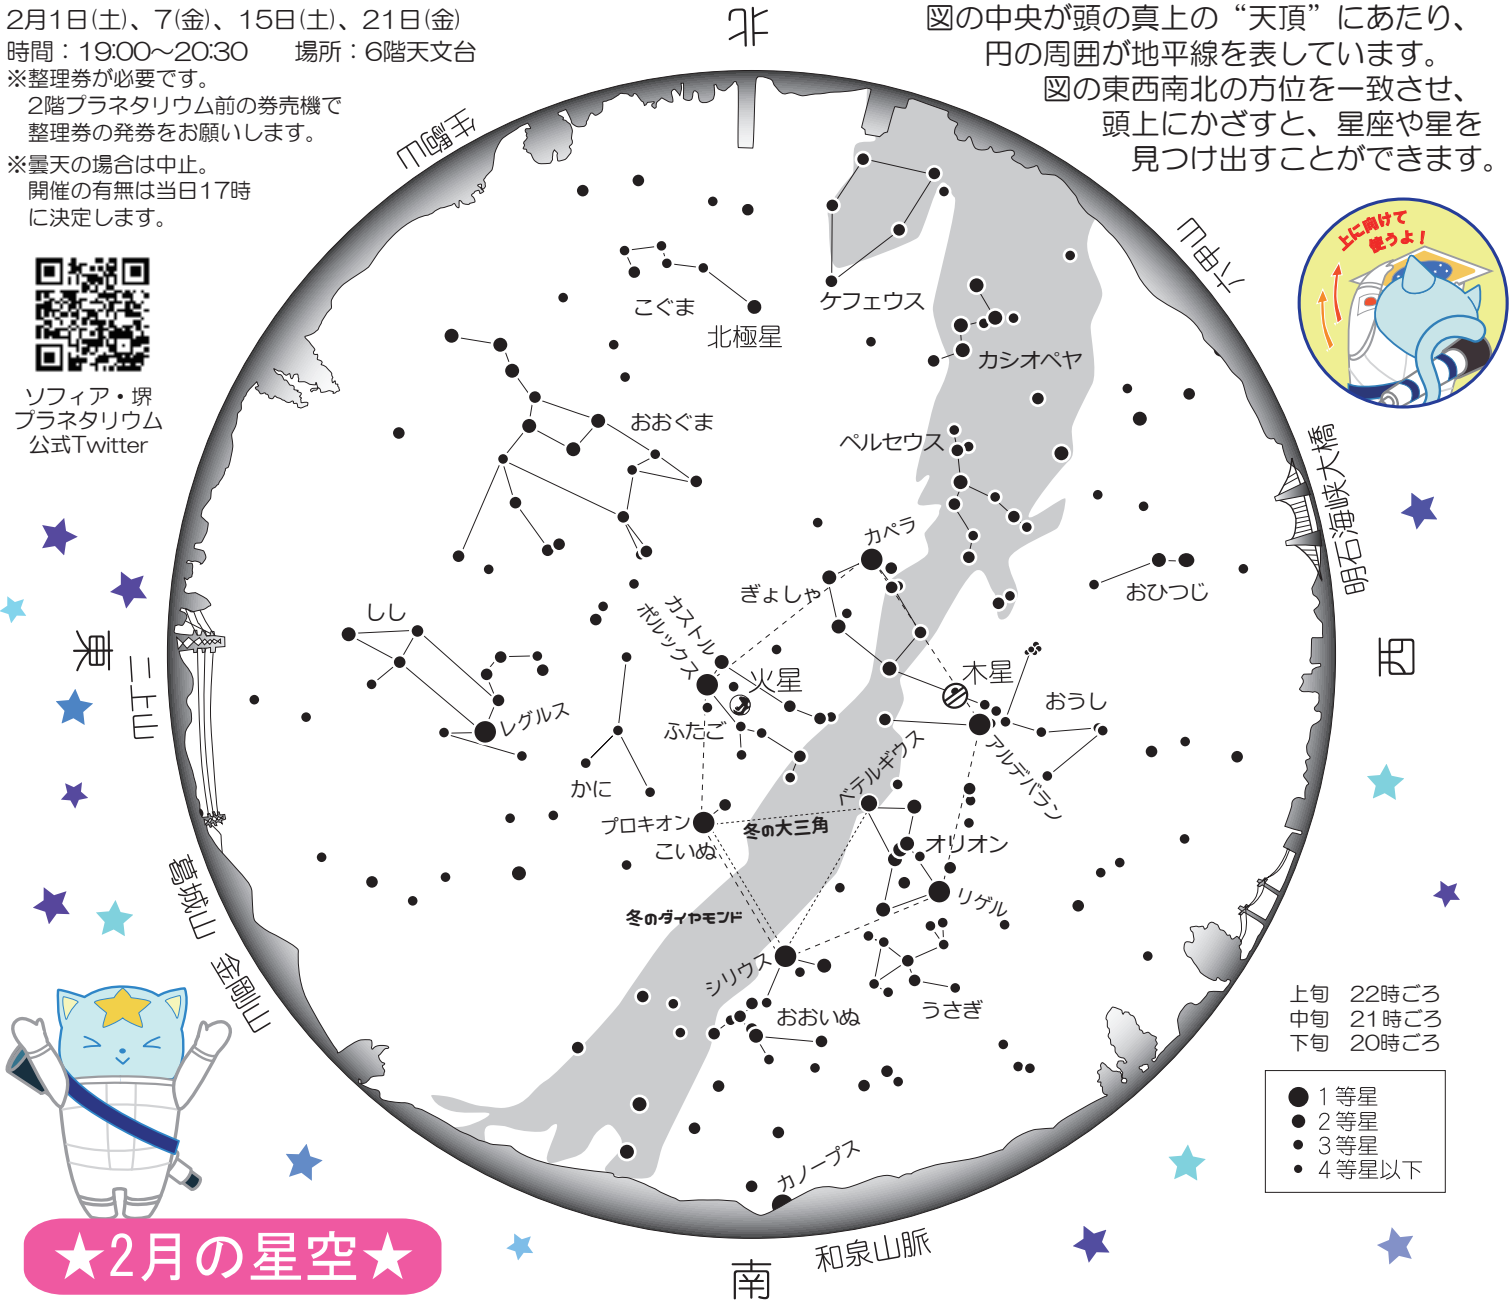 2月1日(土)、7(金)、15日(土)、21日(金)
時間：19:00〜20:30　場所：6階天文台
※整理券が必要です。
2階プラネタリウム前の券売機で
整理券の発券をお願いします。
※曇天の場合は中止。
開催の有無は当日17時
に決定します。
ソフィア・堺
プラネタリウム
公式Twitter
図の中央が頭の真上の“天頂”にあたり、
円の周囲が地平線を表しています。
図の東西南北の方位を一致させ、
頭上にかざすと、星座や星を
見つけ出すことができます。
上に向けて
使うよ！
北
生駒山
六甲山
こぐま
北極星
ケフェウス
カシオペヤ
おおぐま
ペルセウス
明石海峡大橋
カペラ
ぎょしゃ
おひつじ
しし
カストル
ポルックス
火星
木星
東
西
二上山
レグルス
ふたご
おうし
かに
ベテルギウス
アルデバラン
プロキオン
こいぬ
冬の大三角
オリオン
葛城山
冬のダイヤモンド
リゲル
金剛山
シリウス
おおいぬ
うさぎ
カノープス
和泉山脈
南
上旬　22時ごろ
中旬　21時ごろ
下旬　20時ごろ
1等星
2等星
3等星
4等星以下
★2月の星空★